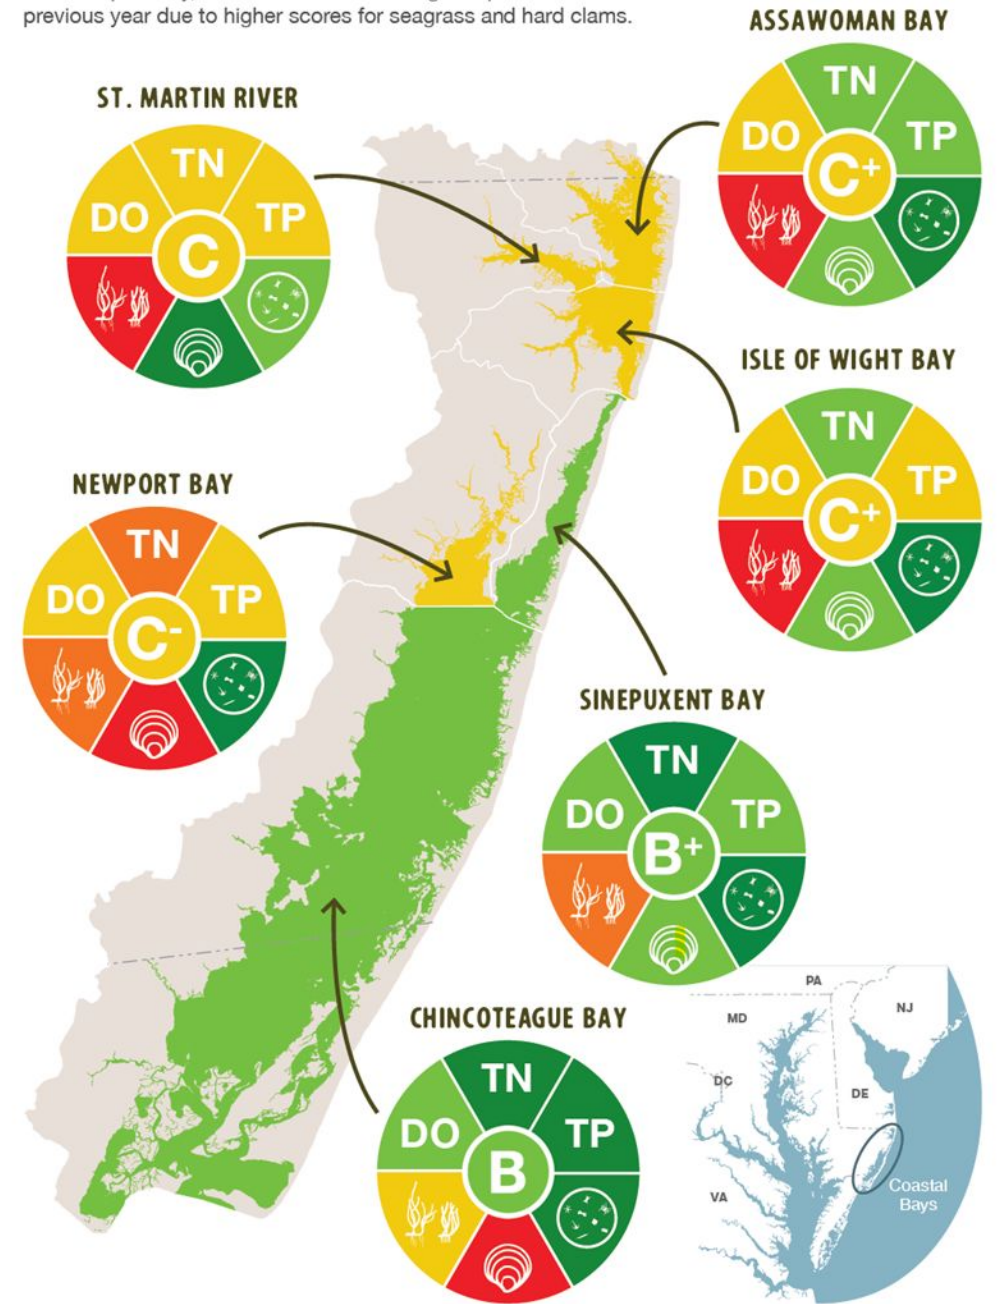 previous year due to higher scores for seagrass and hard clams.
ASSAWOMAN BAY
TN
DO
TP
C+
ST. MARTIN RIVER
TN
DO
TP
C
ISLE OF WIGHT BAY
TN
DO
TP
C+
NEWPORT BAY
TN
DO
TP
C-
SINEPUXENT BAY
TN
DO
TP
B+
CHINCOTEAGUE BAY
TN
DO
TP
B
PA
NJ
MD
DC
DE
VA
Coastal
Bays